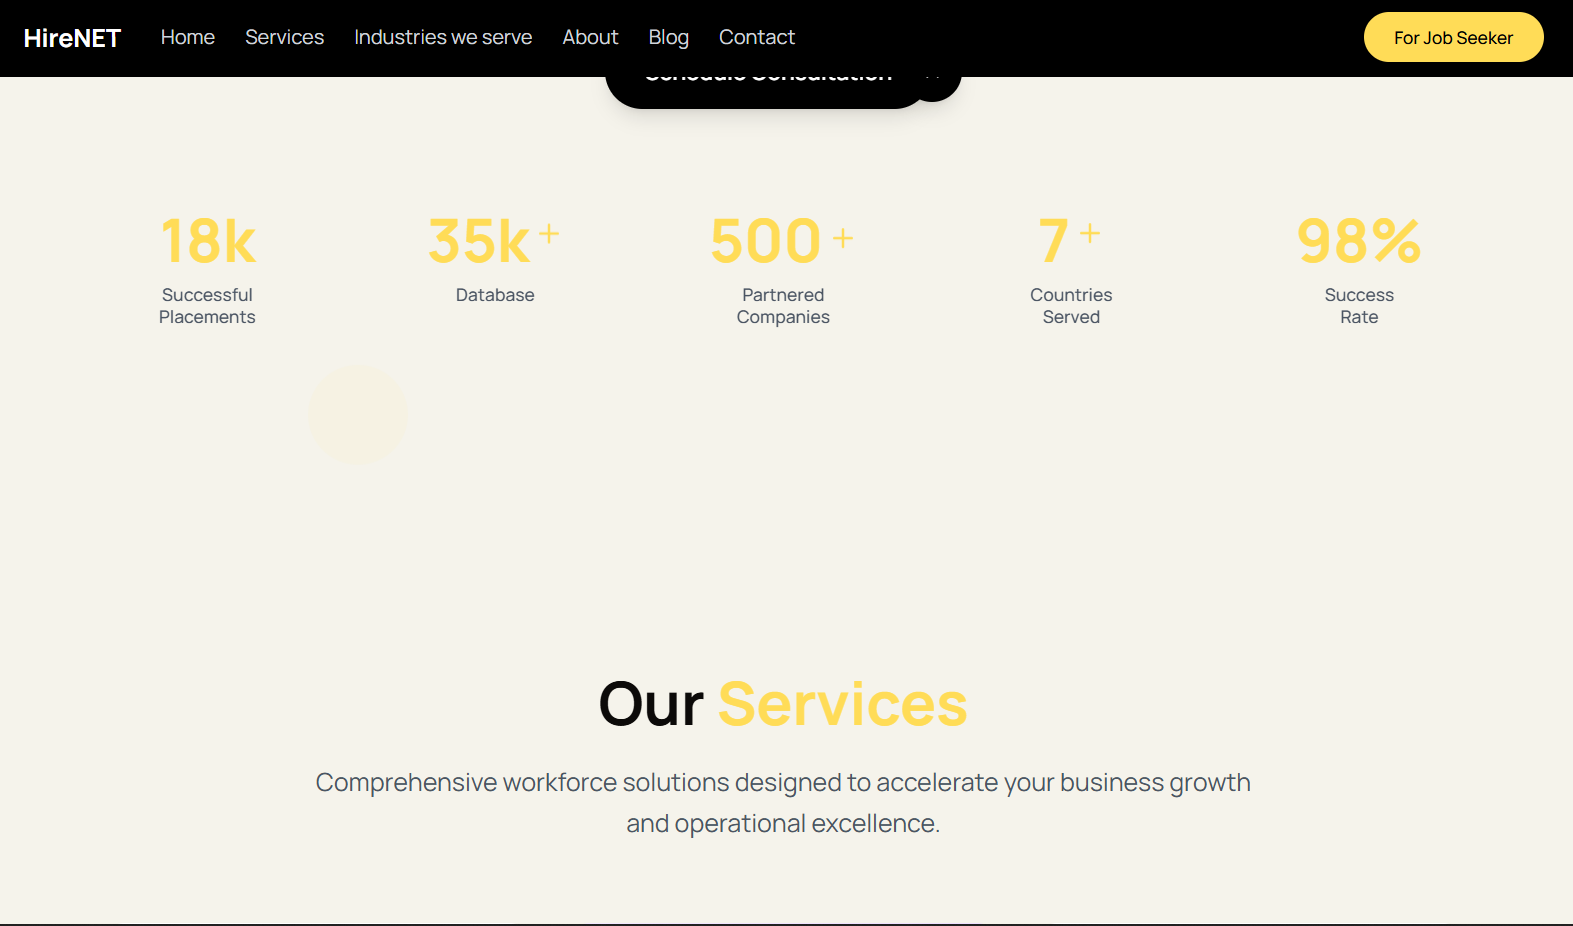 HireNET Home Services Industries we serve About Blog Contact For Job Seeker
Schedule Consultation
18k 35k + 500 + 7 + 98%
Successful Database Partnered Countries Success
Placements Companies Served Rate
Our Services
Comprehensive workforce solutions designed to accelerate your business growth
and operational excellence.